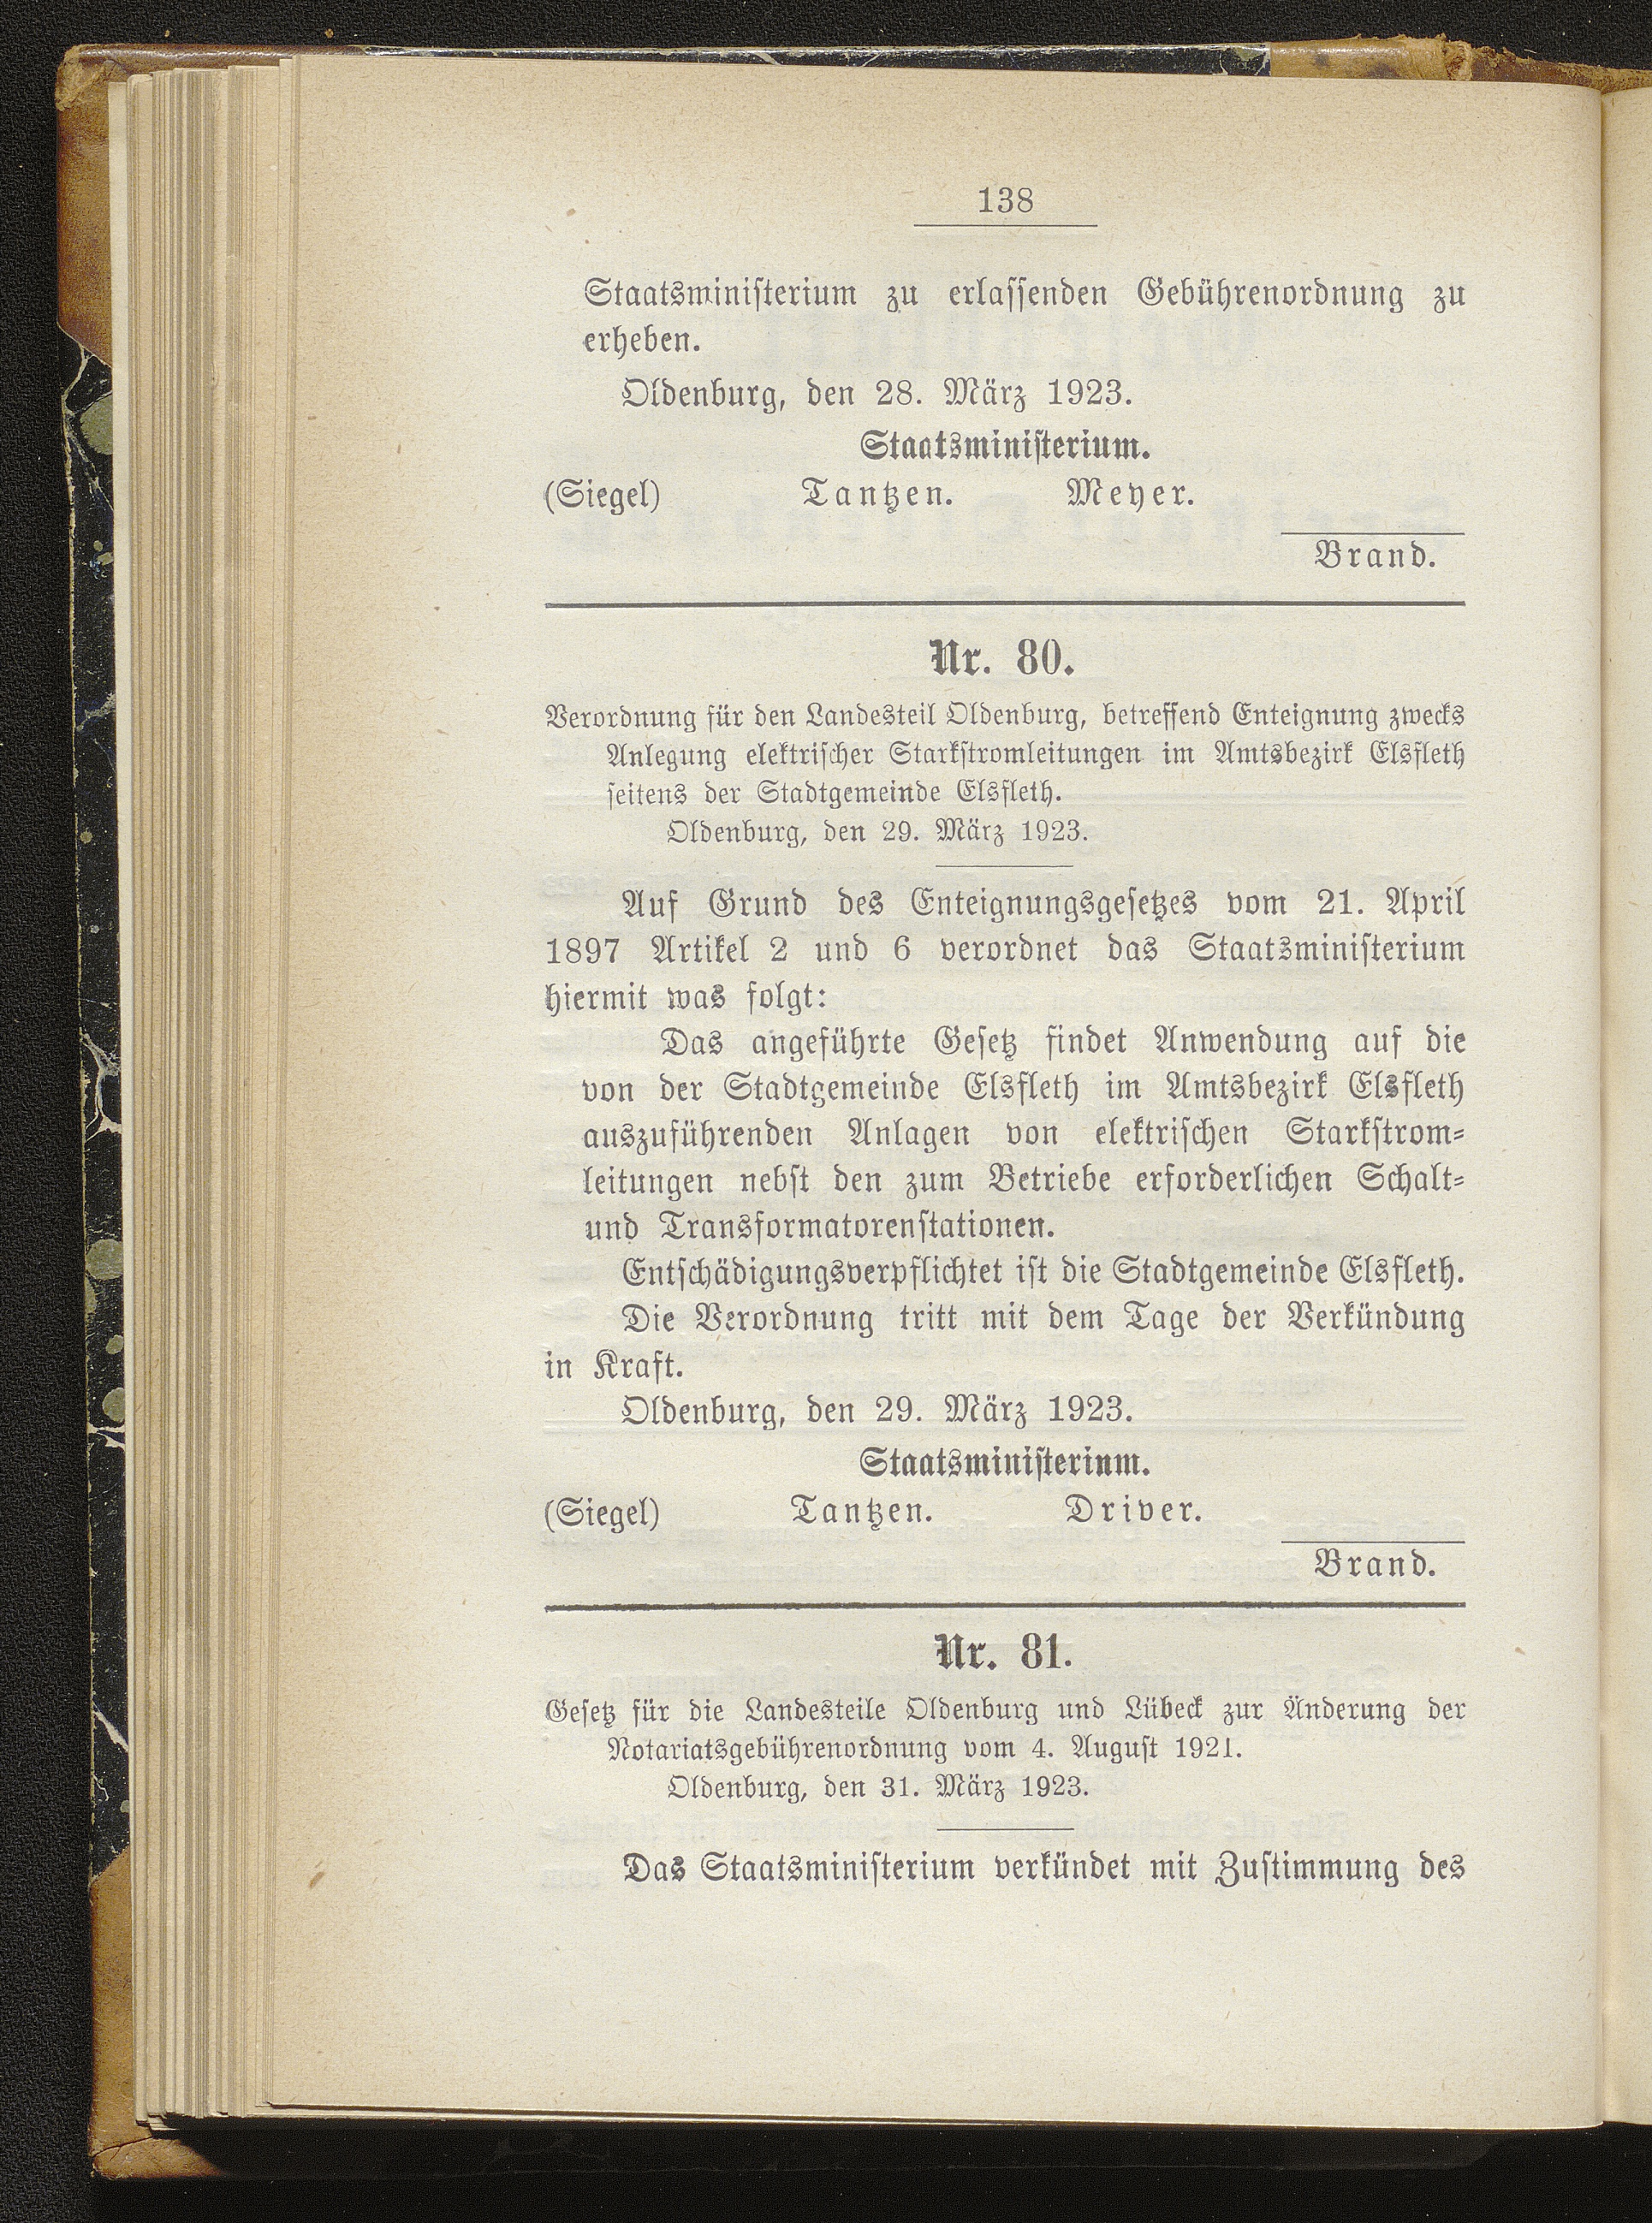 138
Staatsministerium zu erlassenden Gebührenordnung zu
erheben.
Oldenburg, den 28. März 1923.
Staatsministerium.
(Siegel) Tantzen. Meyer.
Brand.
Nr. 80.
Verordnung für den Landesteil Oldenburg, betreffend Enteignung zwecks
Anlegung elektrischer Starkstromleitungen im Amtsbezirk Elsfleth
seitens der Stadtgemeinde Elsfleth.
Oldenburg, den 29. März 1923.
Auf Grund des Enteignungsgesetzes vom 21. April
1897 Artikel 2 und 6 verordnet das Staatsministerium
hiermit was folgt:
Das angeführte Gesetz findet Anwendung auf die
von der Stadtgemeinde Elsfleth im Amtsbezirk Elsfleth
auszuführenden Anlagen von elektrischen Starkstrom-
leitungen nebst den zum Betriebe erforderlichen Schalt-
und Transformatorenstationen.
Entschädigungsverpflichtet ist die Stadtgemeinde Elsfleth.
Die Verordnung tritt mit dem Tage der Verkündung
in Kraft.
Oldenburg, den 29. März 1923.
Staatsministerinm.
(Siegel) Tantzen. Driver.
Brand.
Nr. 81.
Gesetz für die Landesteile Oldenburg und Lübeck zur Änderung der
Notariatsgebührenordnung vom 4. August 1921.
Oldenburg, den 31. März 1923.
Das Staatsministerium verkündet mit Zustimmung des